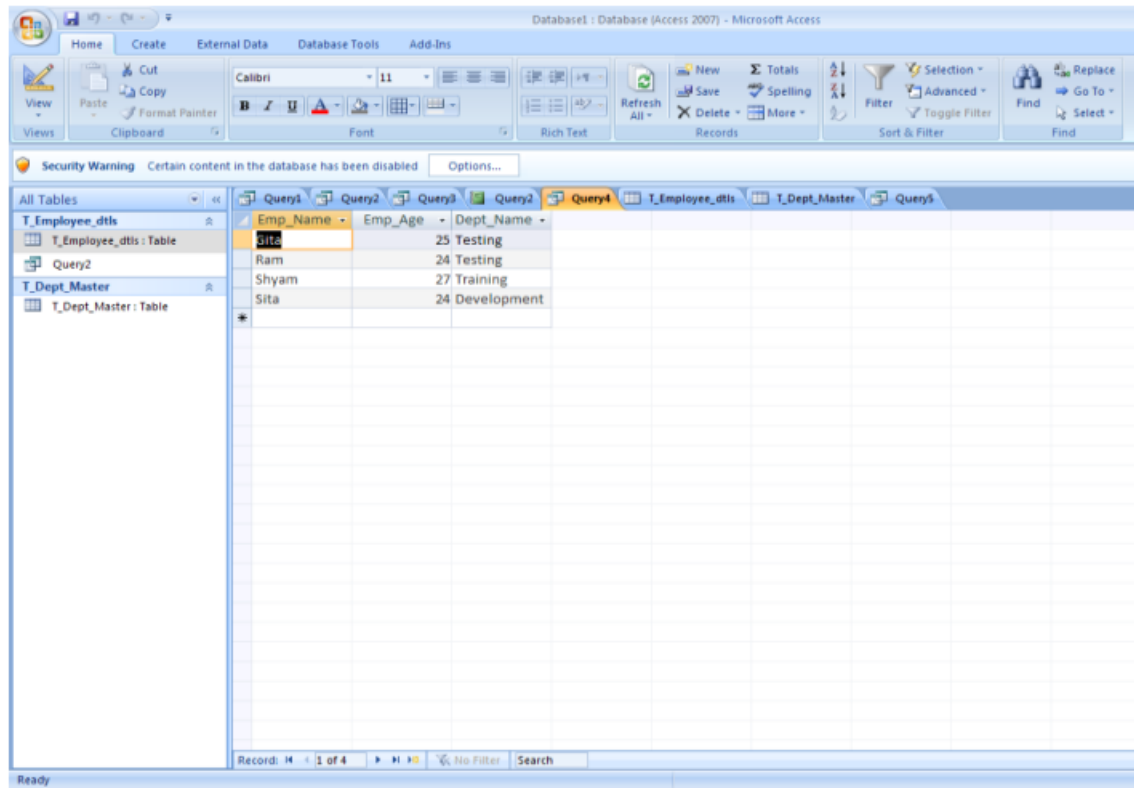 Database1 : Database (Access 2007) - Microsoft Access
Home Create External Data Database Tools Add-Ins
View
Views
Paste
Cut
Copy
Format Painter
Clipboard
Calibri 11
B I U A
Font
Rich Text
Refresh All
New
Save
Delete
Totals
Spelling
More
Records
Filter
Selection
Advanced
Toggle Filter
Sort & Filter
Find
Replace
Go To
Select
Find
Security Warning Certain content in the database has been disabled Options...
All Tables
T_Employee_dtls
T_Employee_dtls : Table
Query2
T_Dept_Master
T_Dept_Master : Table
Query1 Query2 Query3 Query2 Query4 T_Employee_dtls T_Dept_Master Query5
Emp_Name Emp_Age Dept_Name
Gita 25 Testing
Ram 24 Testing
Shyam 27 Training
Sita 24 Development
Record: 1 of 4 No Filter Search
Ready